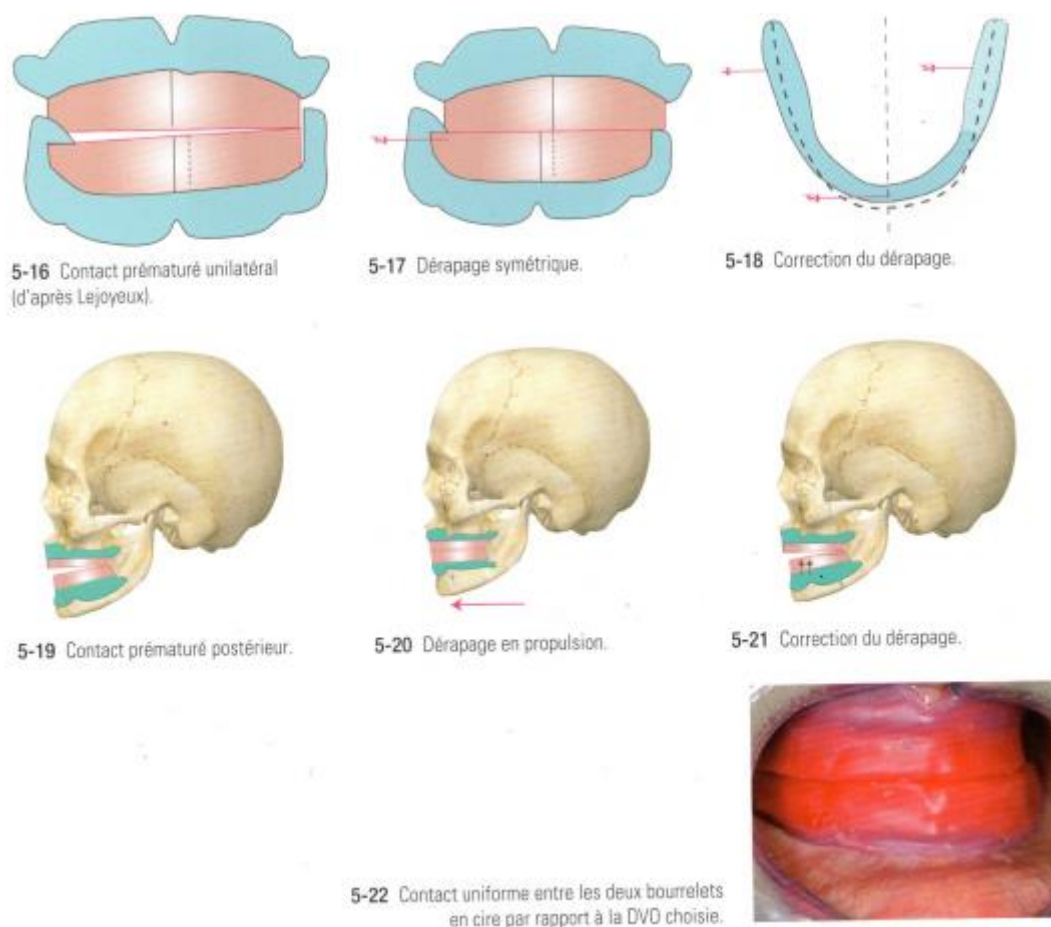 5-16 Contact prématuré unilatéral
(d'après Lejoyeux).
5-17 Dérapage symétrique.
5-18 Correction du dérapage.
5-19 Contact prématuré postérieur.
5-20 Dérapage en propulsion.
5-21 Correction du dérapage.
5-22 Contact uniforme entre les deux bourrelets
en cire par rapport à la DVO choisie.